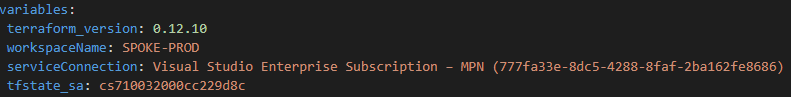 variables:
terraform_version: 0.12.10
workspaceName: SPOKE-PROD
serviceConnection: Visual Studio Enterprise Subscription – MPN (777fa33e-8dc5-4288-8faf-2ba162fe8686)
tfstate_sa: cs710032000cc229d8c